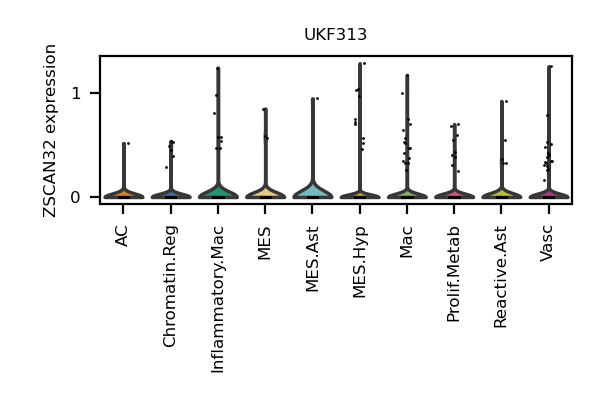 UKF313
ZSCAN32 expression
1
0
AC
Chromatin.Reg
Inflammatory.Mac
MES
MES.Ast
MES.Hyp
Mac
Prolif.Metab
Reactive.Ast
Vasc